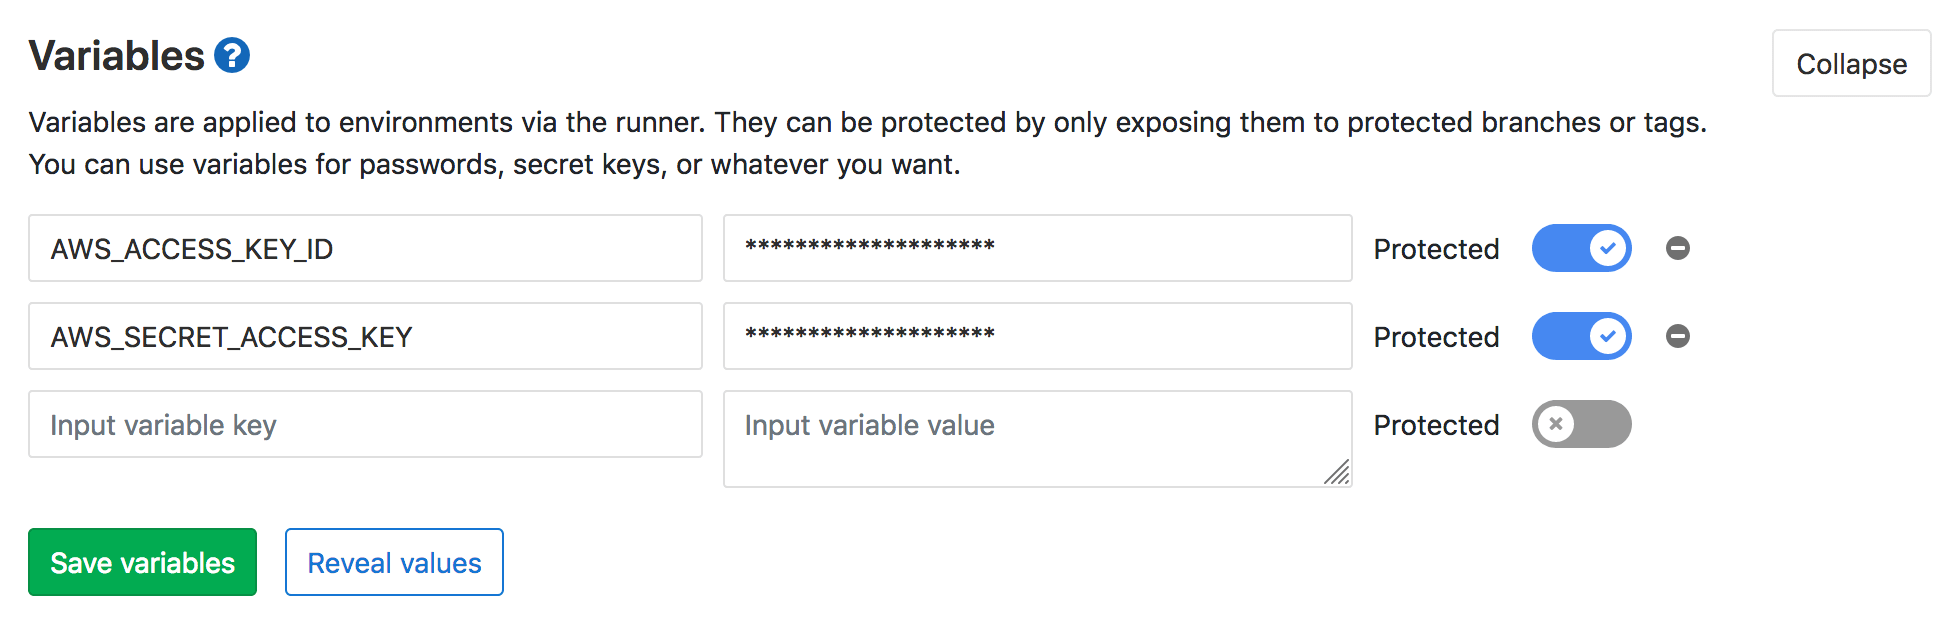 Variables ?
Collapse
Variables are applied to environments via the runner. They can be protected by only exposing them to protected branches or tags.
You can use variables for passwords, secret keys, or whatever you want.
AWS_ACCESS_KEY_ID ******************** Protected
AWS_SECRET_ACCESS_KEY ******************** Protected
Input variable key Input variable value Protected
Save variables Reveal values